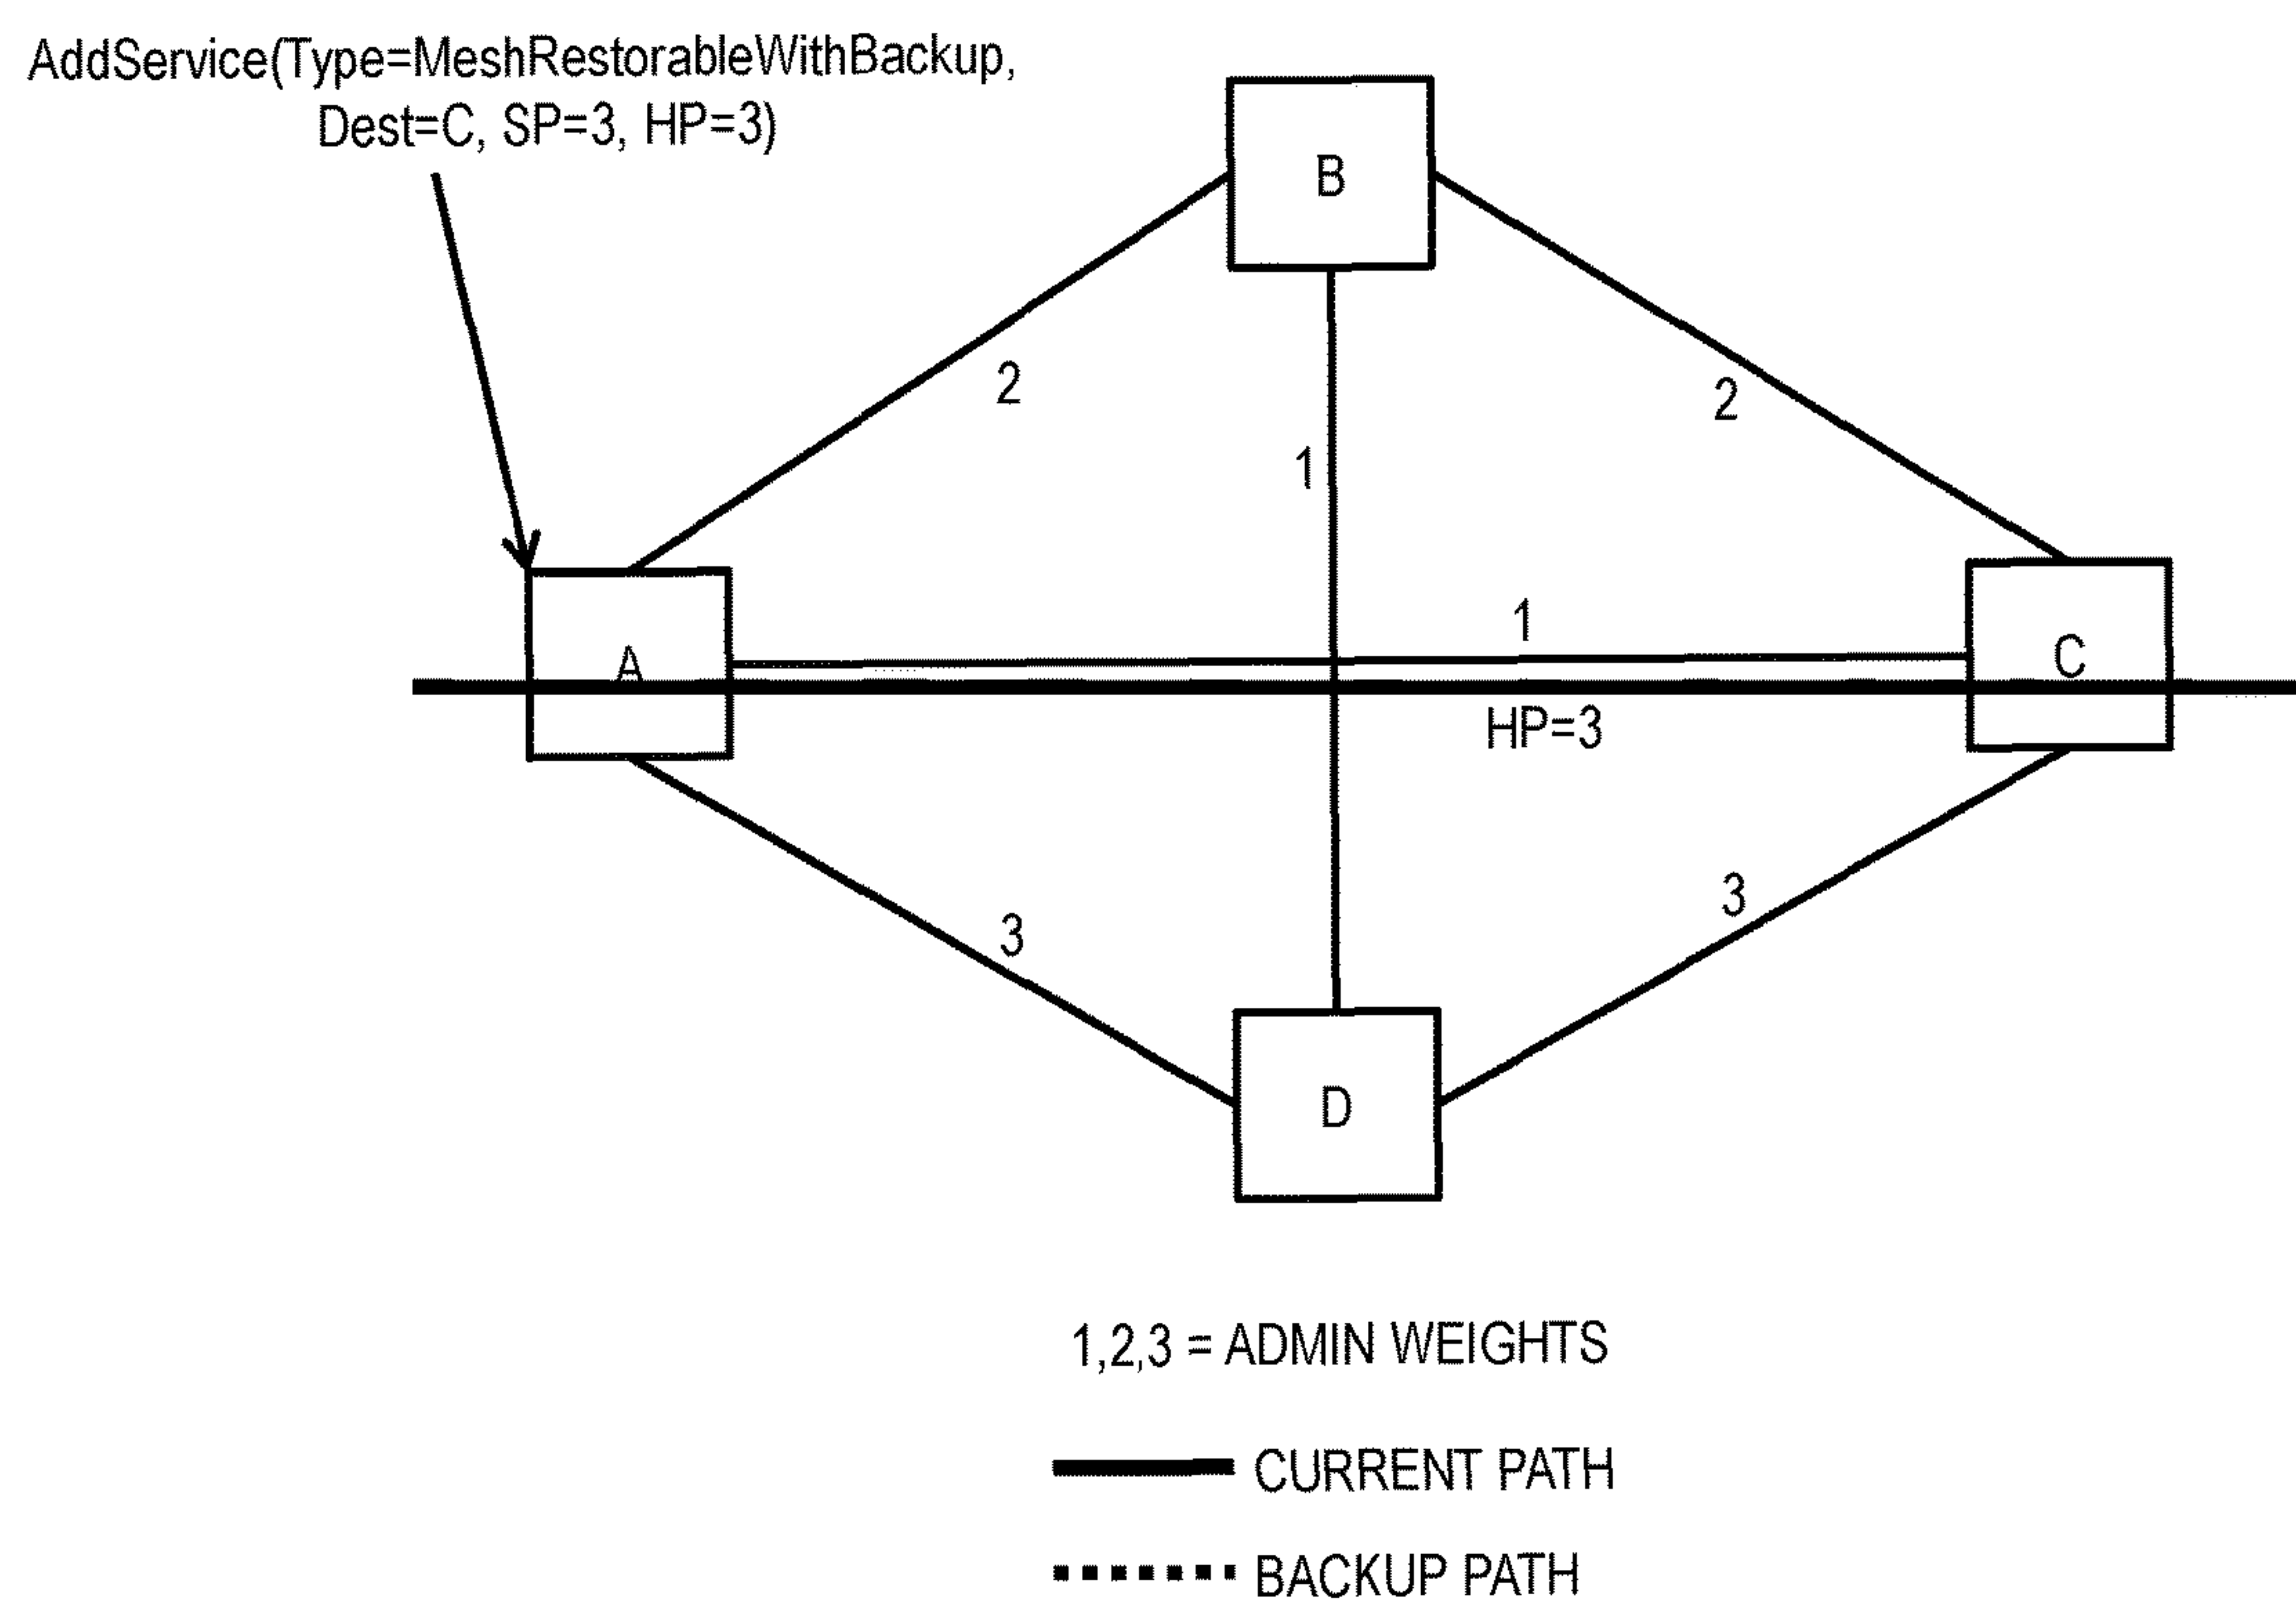 AddService(Type=MeshRestorableWithBackup,
Dest=C, SP=3, HP=3)
B
2
2
1
1
A
C
HP=3
3
3
D
1,2,3 = ADMIN WEIGHTS
CURRENT PATH
BACKUP PATH